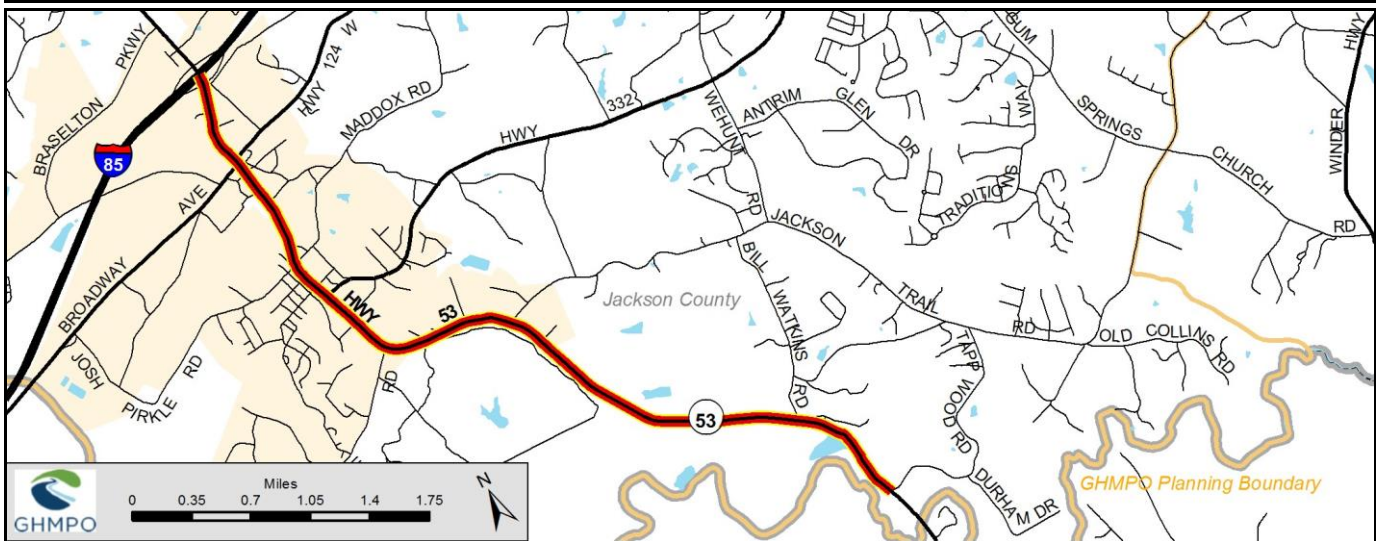 BRASELTON PKWY
85
HWY 124 W
MADDOX RD
HWY 332
WEHUNT RD
ANTRIM GLEN DR
TRADITIONS WAY
GUM SPRINGS CHURCH RD
WINDER HWY
BROADWAY AVE
JOSH PIRKLE RD
HWY 53
RD
Jackson County
JACKSON TRAIL RD
BILL WATKINS RD
OLD COLLINS RD
TAPP WOOD RD
DURHAM DR
53
GHMPO Planning Boundary
GHMPO
Miles
0 0.35 0.7 1.05 1.4 1.75
N